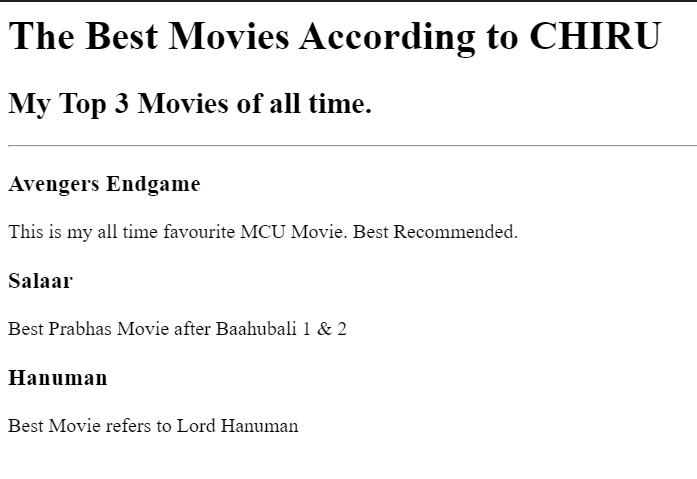 The Best Movies According to CHIRU
My Top 3 Movies of all time.
Avengers Endgame
This is my all time favourite MCU Movie. Best Recommended.
Salaar
Best Prabhas Movie after Baahubali 1 & 2
Hanuman
Best Movie refers to Lord Hanuman